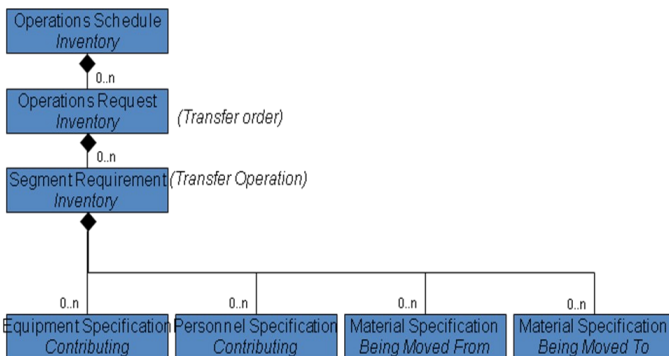 Operations Schedule
Inventory
0..n
Operations Request
Inventory
(Transfer order)
0..n
Segment Requirement
Inventory
(Transfer Operation)
0..n
0..n
0..n
0..n
Equipment Specification
Contributing
Personnel Specification
Contributing
Material Specification
Being Moved From
Material Specification
Being Moved To